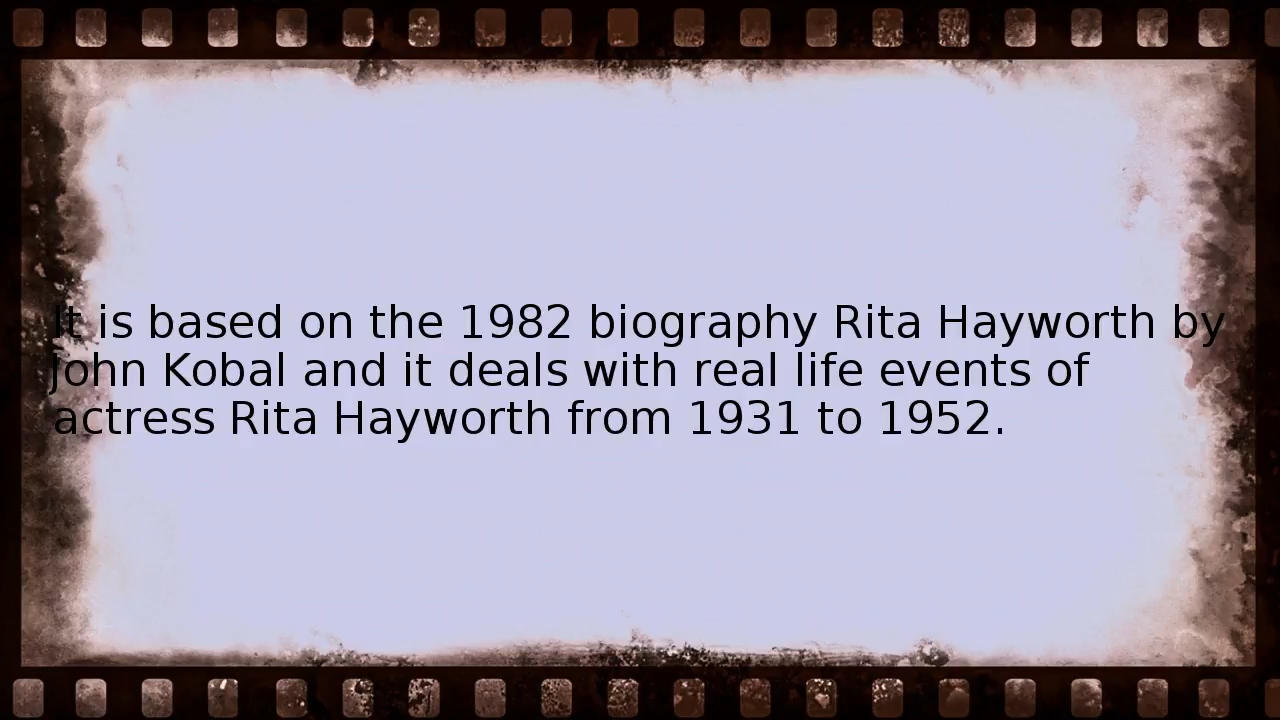 It is based on the 1982 biography Rita Hayworth by
John Kobal and it deals with real life events of
actress Rita Hayworth from 1931 to 1952.